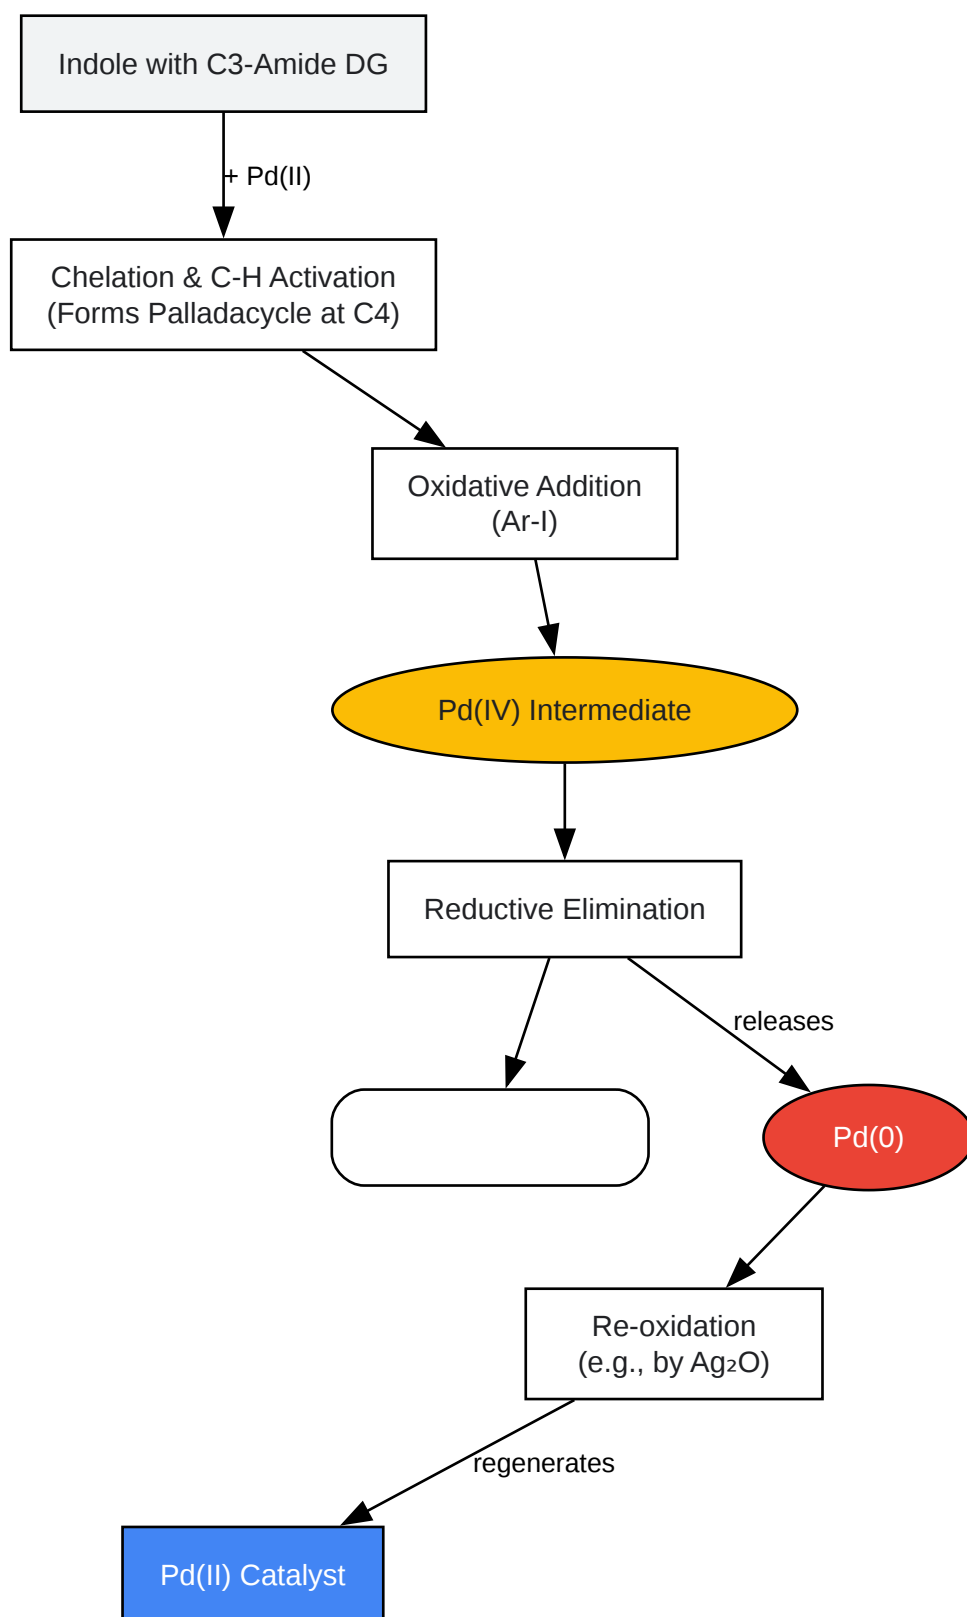 Indole with C3-Amide DG
+ Pd(II)
Chelation & C-H Activation
(Forms Palladacycle at C4)
Oxidative Addition
(Ar-I)
Pd(IV) Intermediate
Reductive Elimination
releases
Pd(0)
Re-oxidation
(e.g., by Ag₂O)
regenerates
Pd(II) Catalyst